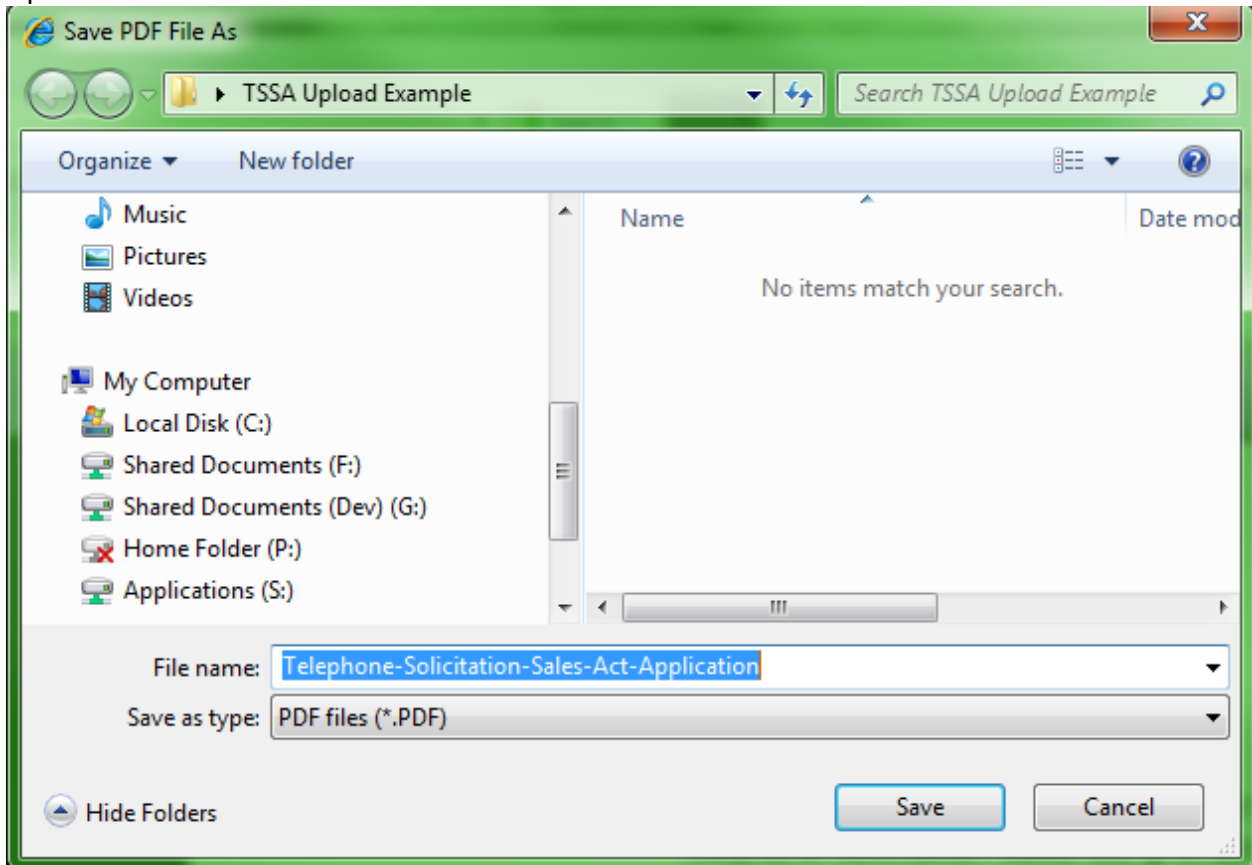 Save PDF File As
TSSA Upload Example
Search TSSA Upload Example
Organize
New folder
Music
Name
Date mod
Pictures
Videos
No items match your search.
My Computer
Local Disk (C:)
Shared Documents (F:)
Shared Documents (Dev) (G:)
Home Folder (P:)
Applications (S:)
File name: Telephone-Solicitation-Sales-Act-Application
Save as type: PDF files (*.PDF)
Hide Folders
Save
Cancel